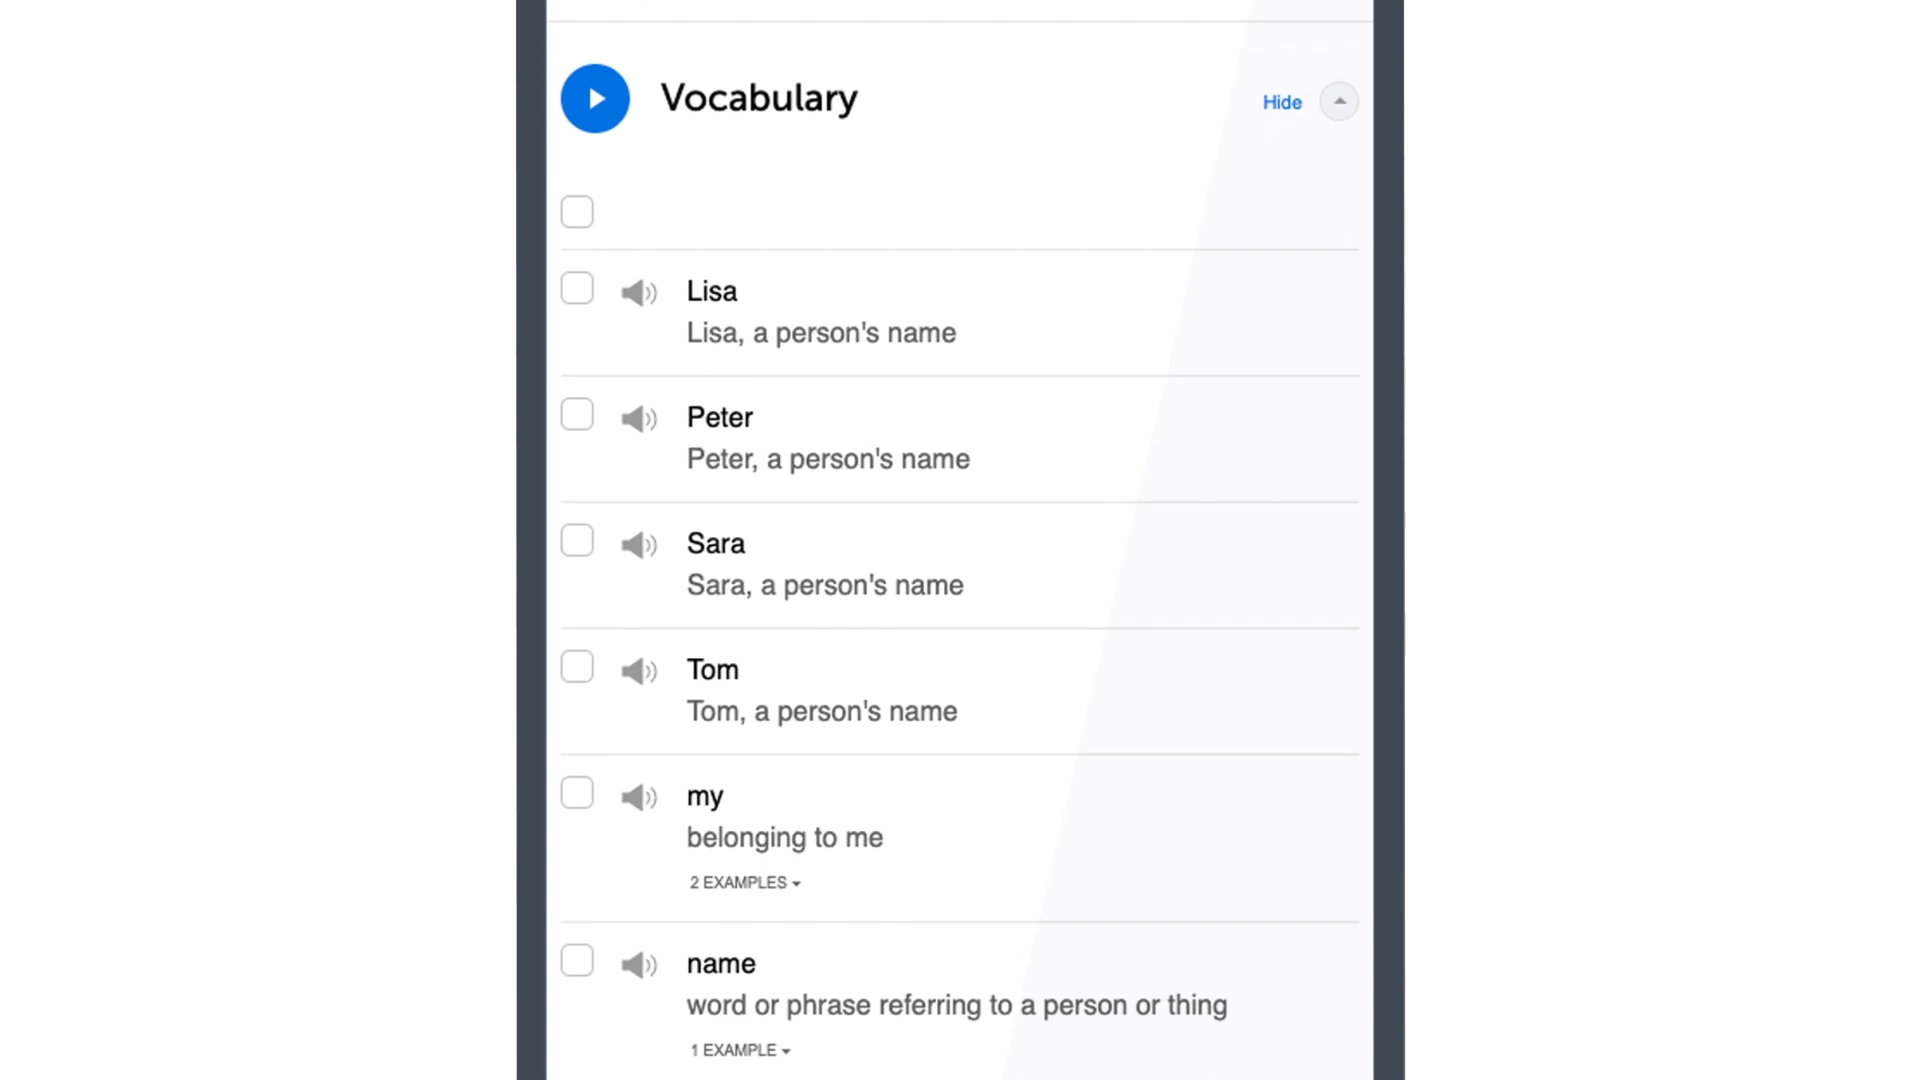 Vocabulary
Hide
Lisa
Lisa, a person's name
Peter
Peter, a person's name
Sara
Sara, a person's name
Tom
Tom, a person's name
my
belonging to me
2 EXAMPLES
name
word or phrase referring to a person or thing
1 EXAMPLE